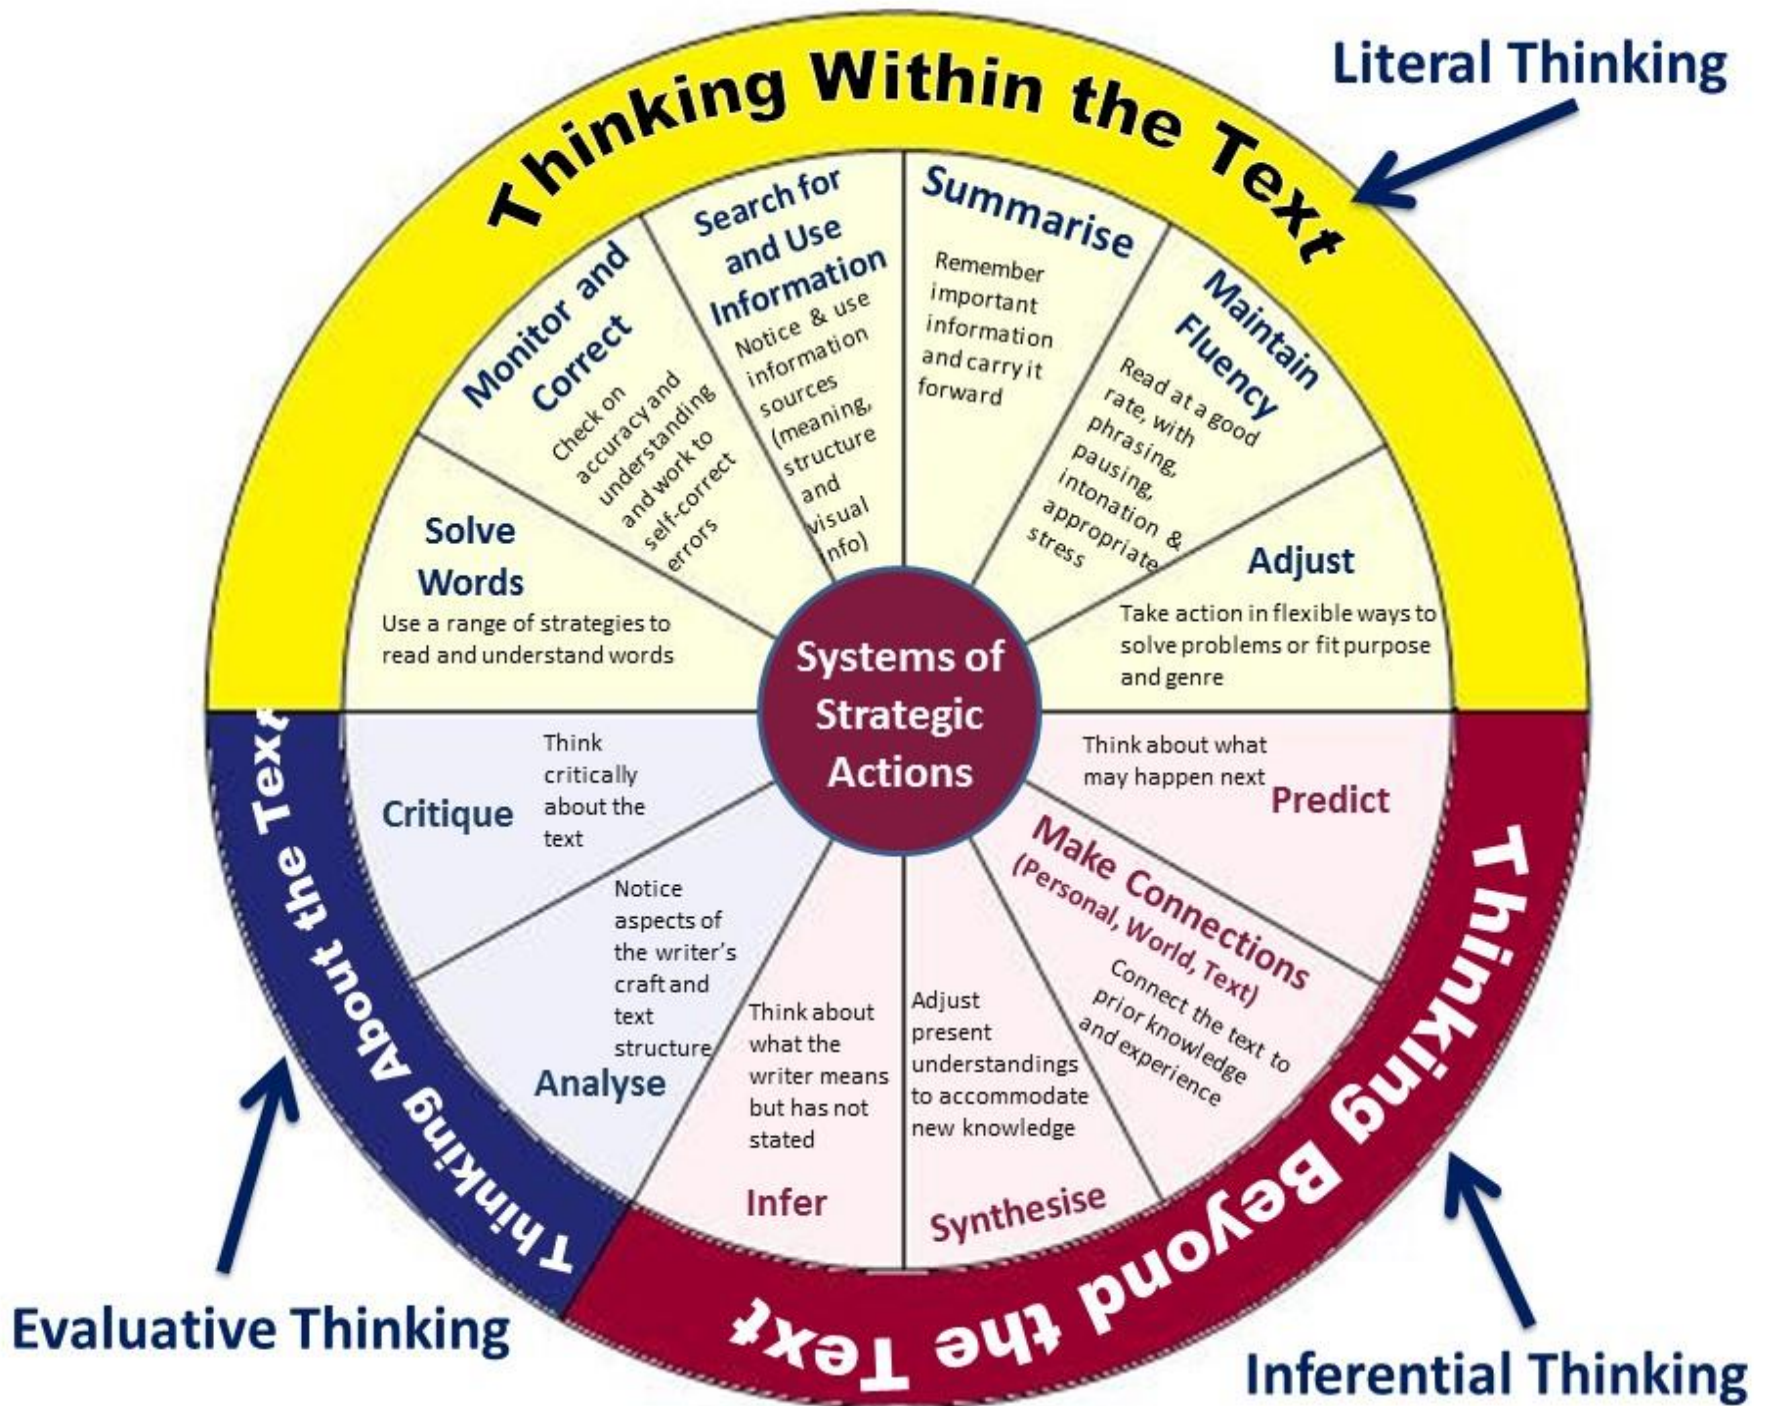 Literal Thinking
Thinking Within the Text
Solve
Words
Use a range of strategies to
read and understand words
Monitor and
Correct
Check on
accuracy and
understanding
and work to
self-correct
errors
Search for
and Use
Information
Notice & use
information
sources
(meaning,
structure
and
visual
info)
Summarise
Remember
important
information
and carry it
forward
Maintain
Fluency
Read at a good
rate, with
phrasing,
pausing,
intonation &
appropriate
stress
Adjust
Take action in flexible ways to
solve problems or fit purpose
and genre
Systems of
Strategic
Actions
Thinking Beyond the Text
Think about what
may happen next
Predict
Make Connections
(Personal, World, Text)
Connect the text to
prior knowledge
and experience
Adjust
present
understandings
to accommodate
new knowledge
Synthesise
Think about
what the
writer means
but has not
stated
Infer
Inferential Thinking
Thinking About the Text
Notice
aspects of
the writer's
craft and
text
structure
Analyse
Critique
Think
critically
about the
text
Evaluative Thinking